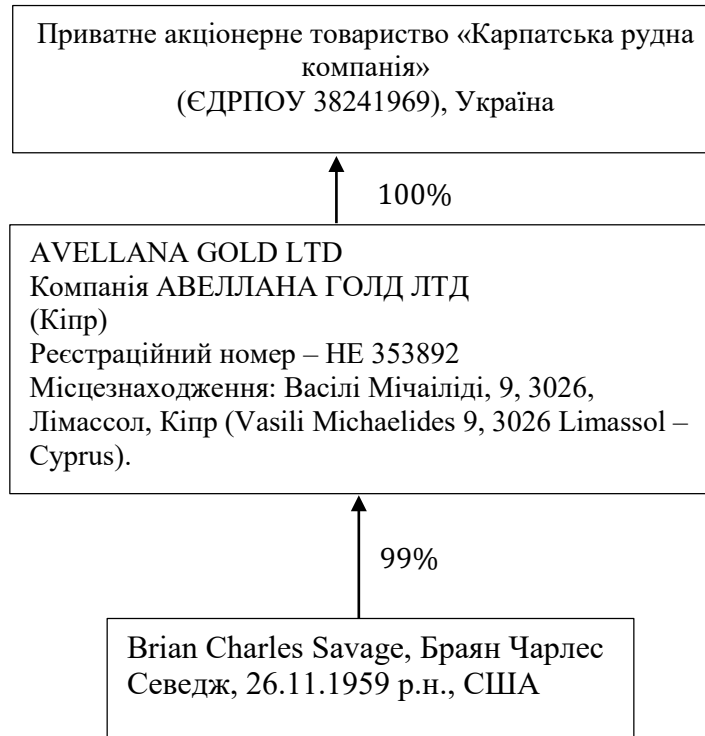 Приватне акціонерне товариство «Карпатська рудна
компанія»
(ЄДРПОУ 38241969), Україна
100%
AVELLANA GOLD LTD
Компанія АВЕЛЛАНА ГОЛД ЛТД
(Кіпр)
Реєстраційний номер – HE 353892
Місцезнаходження: Васілі Мічаіліді, 9, 3026,
Лімассол, Кіпр (Vasili Michaelides 9, 3026 Limassol –
Cyprus).
99%
Brian Charles Savage, Браян Чарлес
Севедж, 26.11.1959 р.н., США